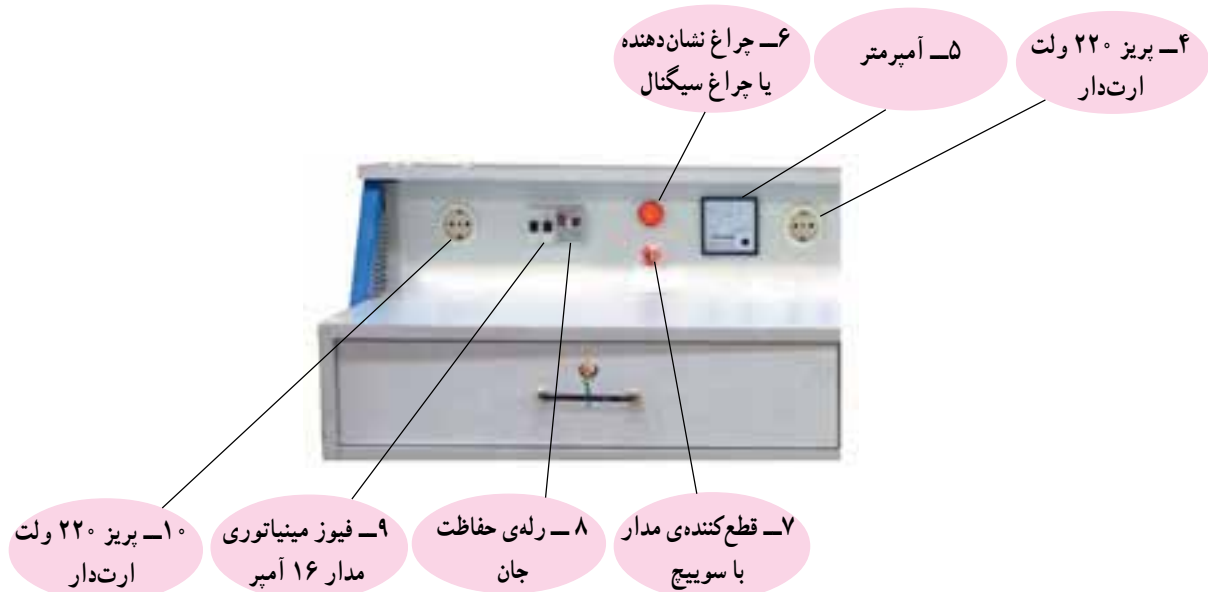 ۴ــ پریز ۲۲۰ ولت
ارت‌دار
۵ــ آمپرمتر
۶ــ چراغ نشان‌دهنده
یا چراغ سیگنال
۷ــ قطع‌کننده‌ی مدار
با سوییچ
۸ ــ رله‌ی حفاظت
جان
۹ــ فیوز مینیاتوری
مدار ۱۶ آمپر
۱۰ــ پریز ۲۲۰ ولت
ارت‌دار